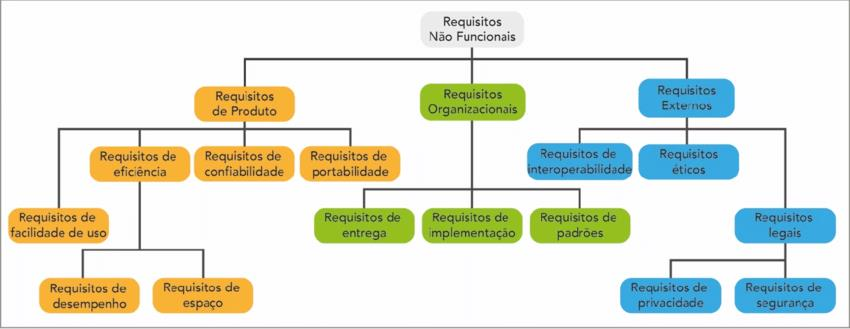 Requisitos
Não Funcionais
Requisitos
de Produto
Requisitos
Organizacionais
Requisitos
Externos
Requisitos de
eficiência
Requisitos de
confiabilidade
Requisitos de
portabilidade
Requisitos de
interoperabilidade
Requisitos
éticos
Requisitos de
facilidade de uso
Requisitos de
entrega
Requisitos de
implementação
Requisitos de
padrões
Requisitos
legais
Requisitos de
desempenho
Requisitos de
espaço
Requisitos de
privacidade
Requisitos de
segurança